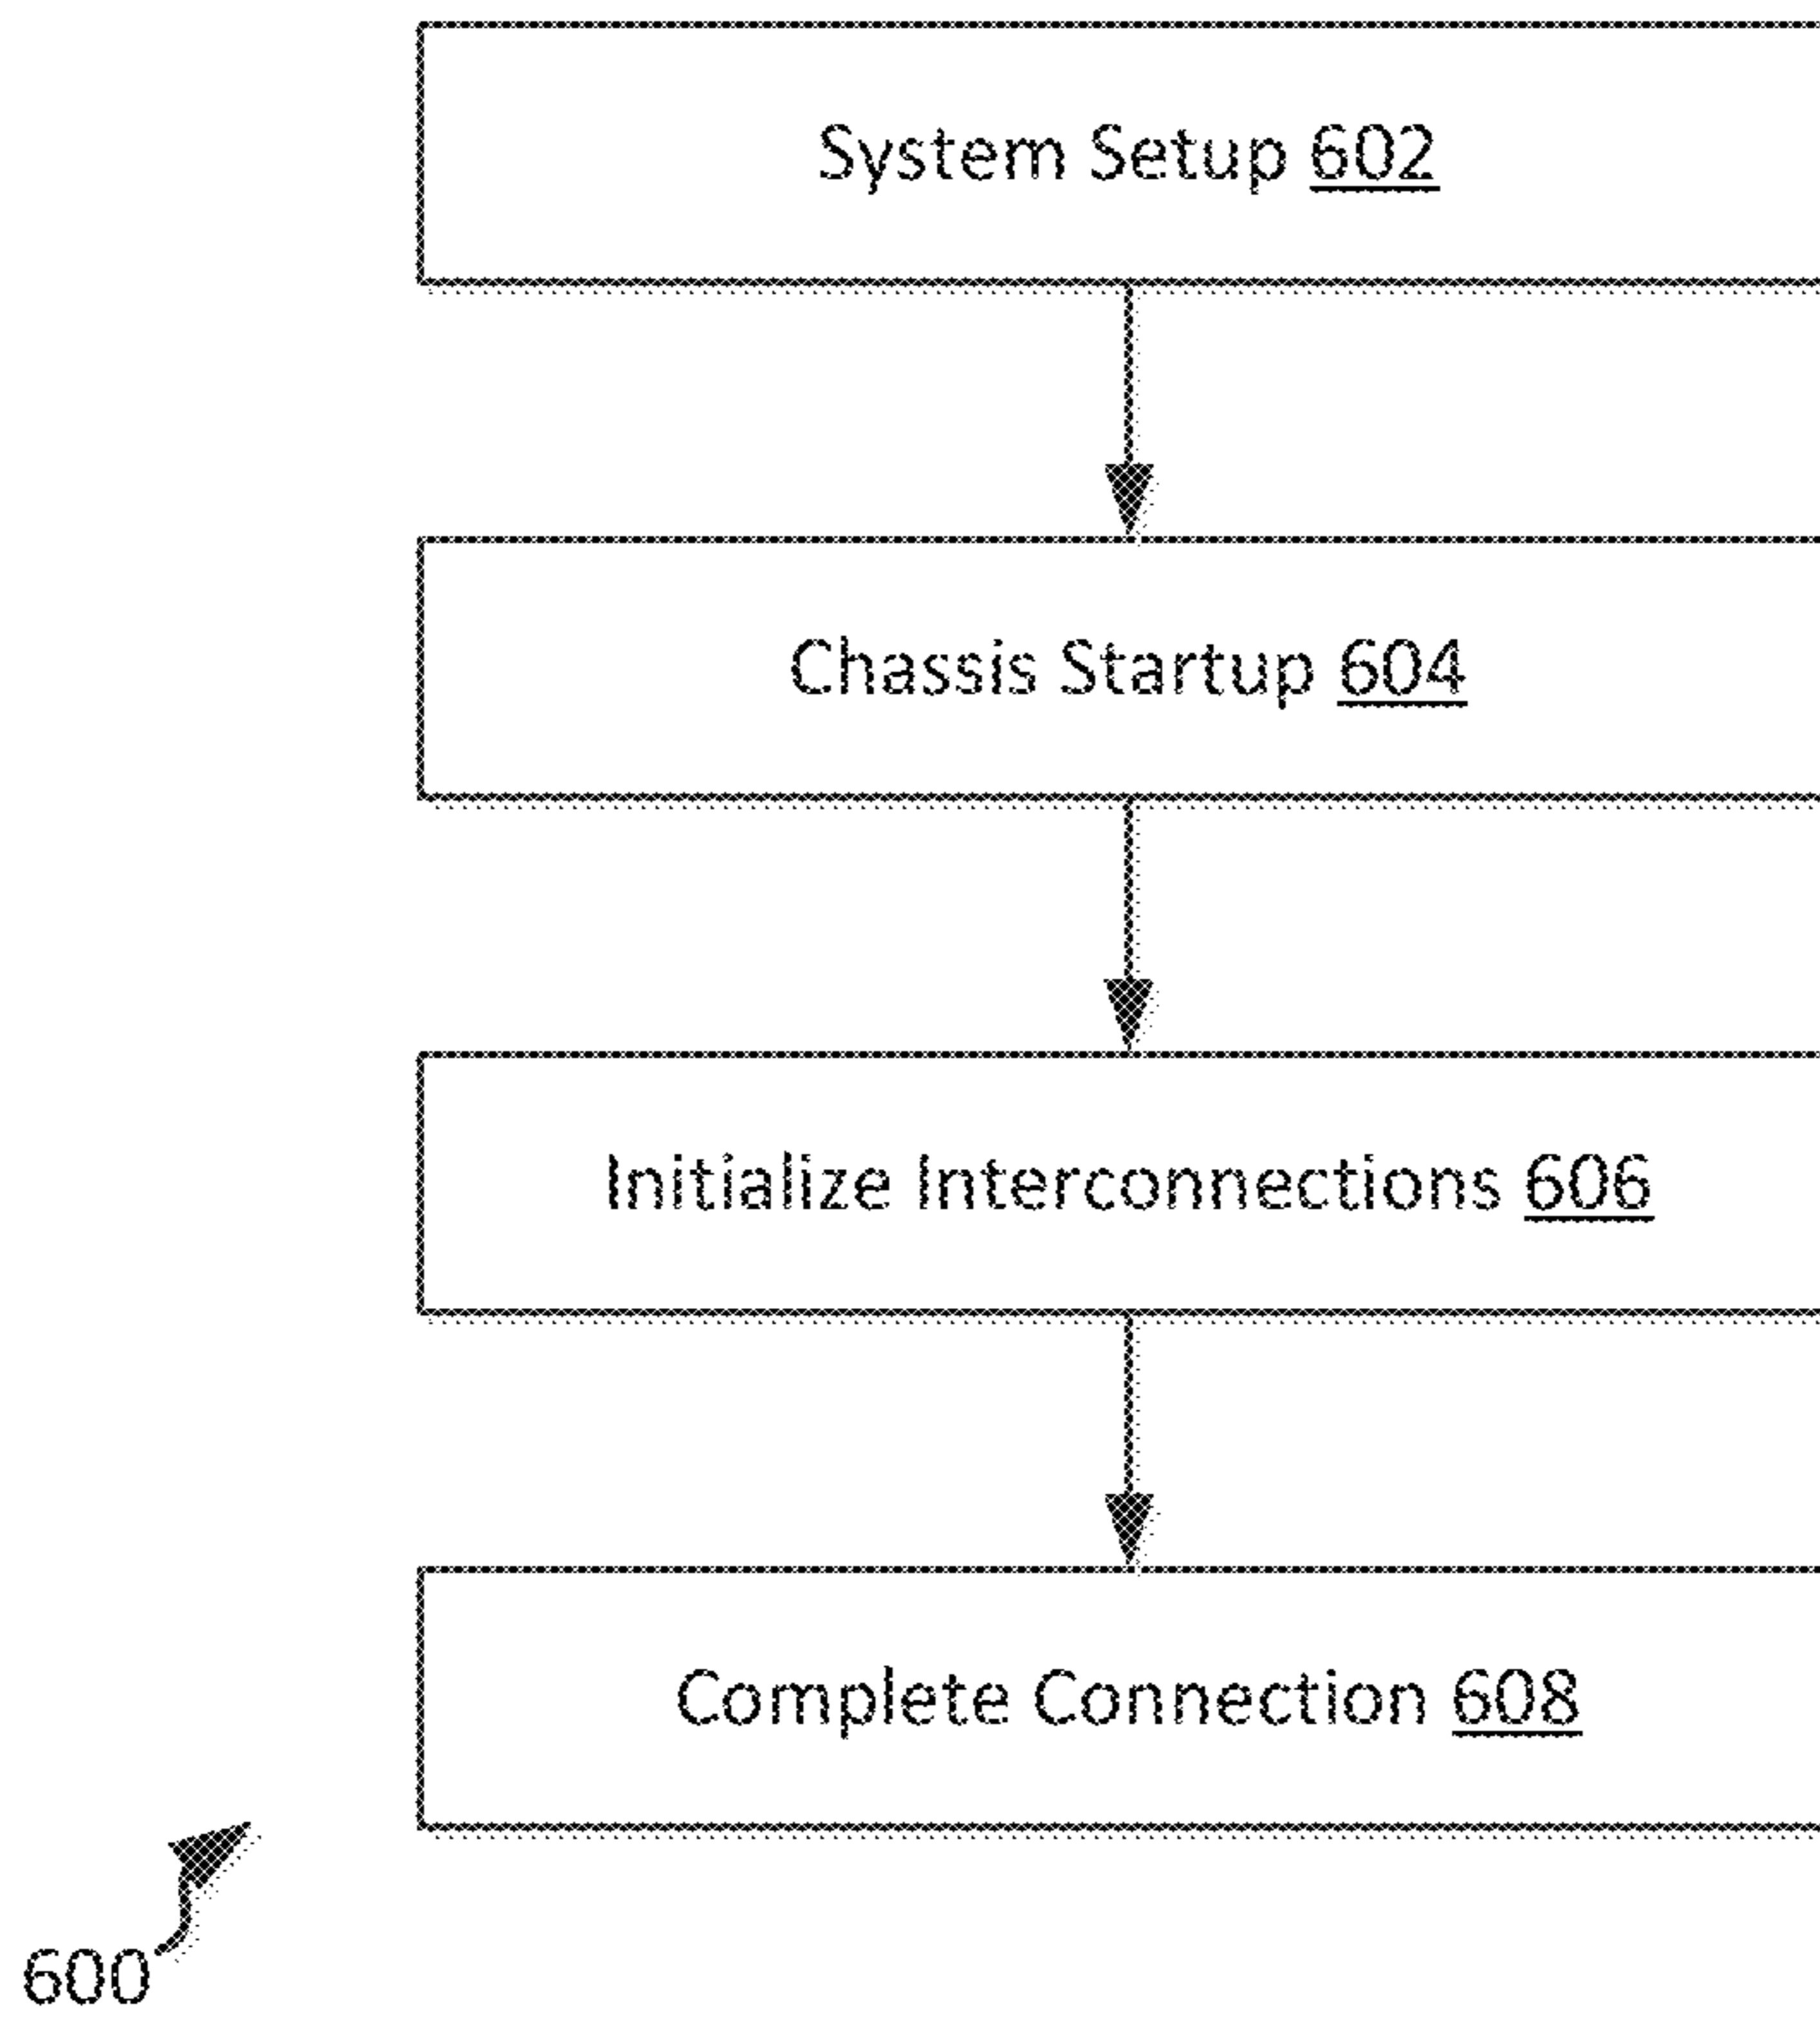 System Setup 602
Chassis Startup 604
Initialize Interconnections 606
Complete Connection 608
600